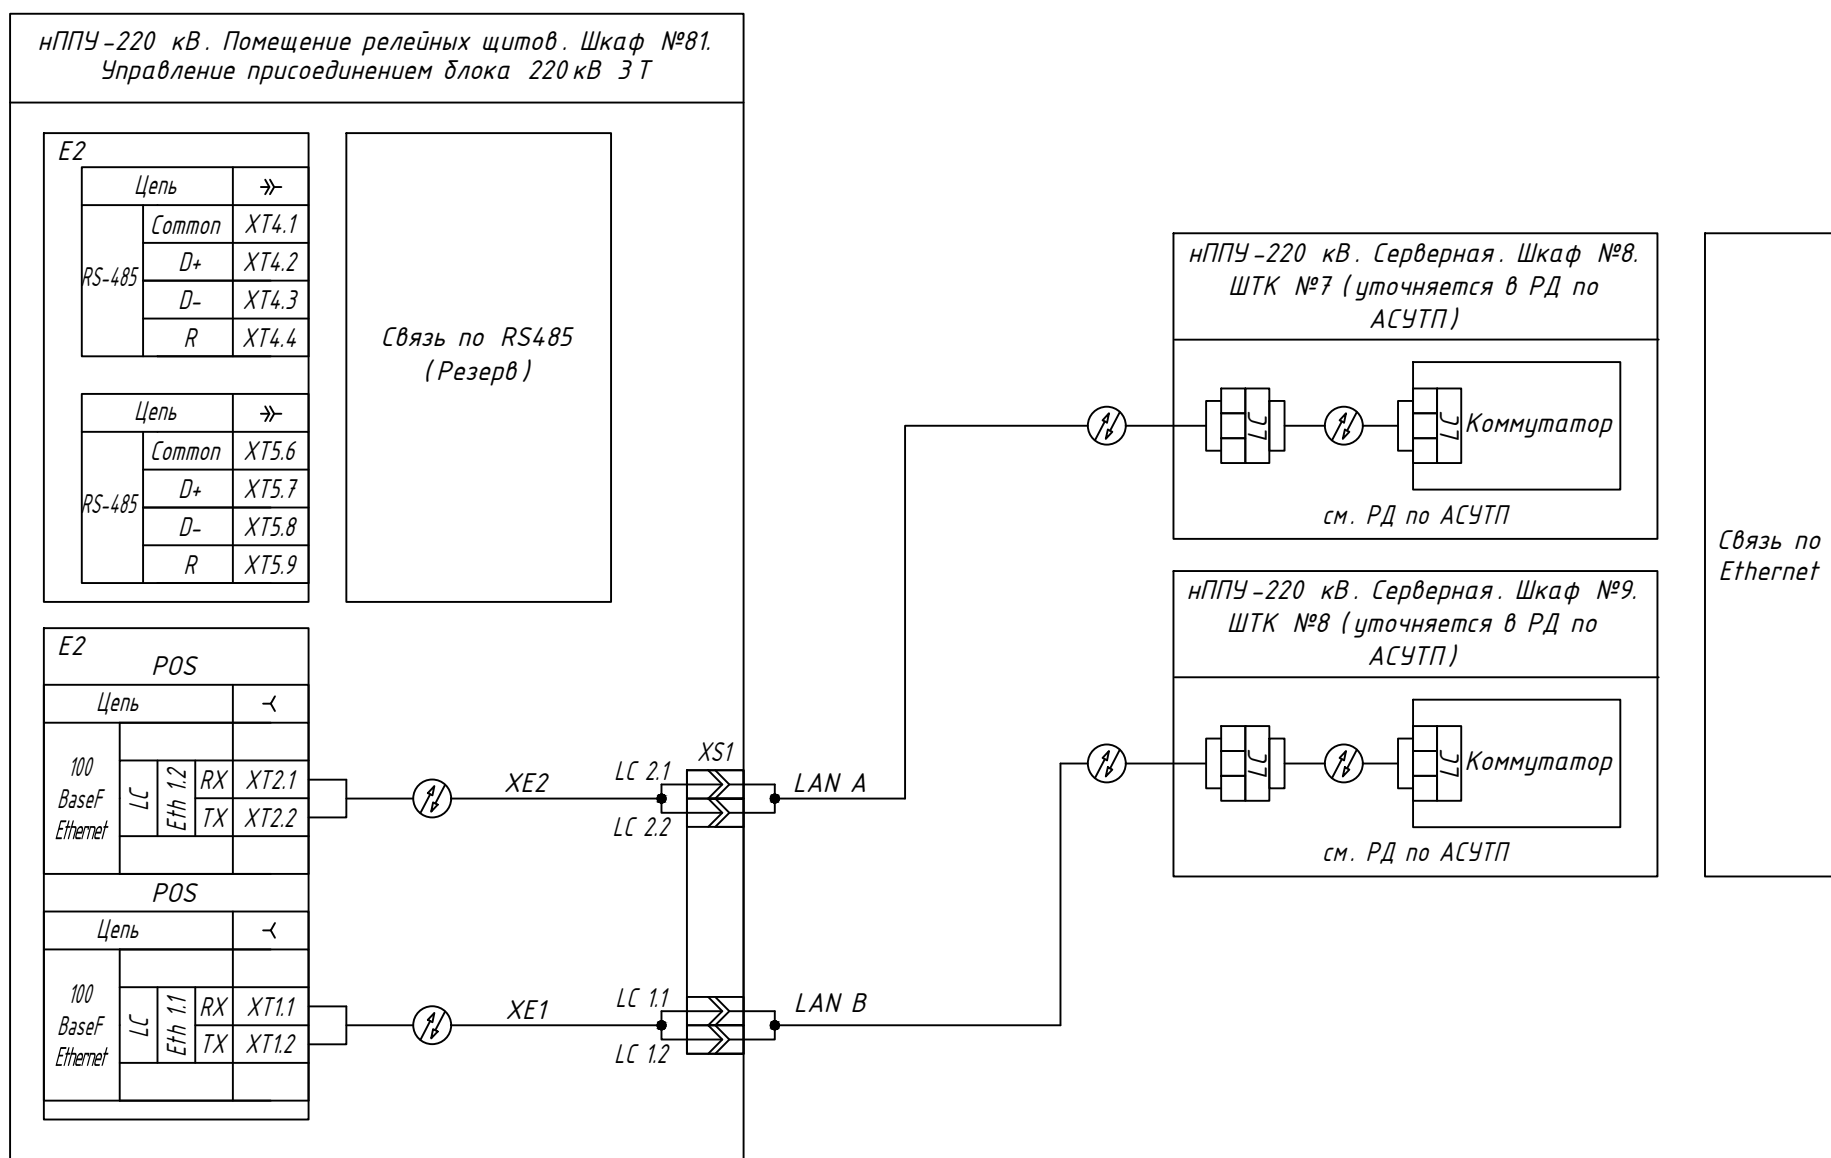 нППУ-220 кВ. Помещение релейных щитов. Шкаф №81.
Управление присоединением блока 220кВ 3Т
E2
Цепь
RS-485
Common XT4.1
D+ XT4.2
D- XT4.3
R XT4.4
Цепь
RS-485
Common XT5.6
D+ XT5.7
D- XT5.8
R XT5.9
Связь по RS485
(Резерв)
E2
POS
Цепь
100
BaseF
Ethernet
LC
Eth 1.2
RX XT2.1
TX XT2.2
POS
Цепь
100
BaseF
Ethernet
LC
Eth 1.1
RX XT1.1
TX XT1.2
XE2
LC 2.1
LC 2.2
XS1
LAN A
XE1
LC 1.1
LC 1.2
LAN B
нППУ-220 кВ. Серверная. Шкаф №8.
ШТК №7 (уточняется в РД по
АСУТП)
LC
LC
Коммутатор
см. РД по АСУТП
нППУ-220 кВ. Серверная. Шкаф №9.
ШТК №8 (уточняется в РД по
АСУТП)
LC
LC
Коммутатор
см. РД по АСУТП
Связь по
Ethernet